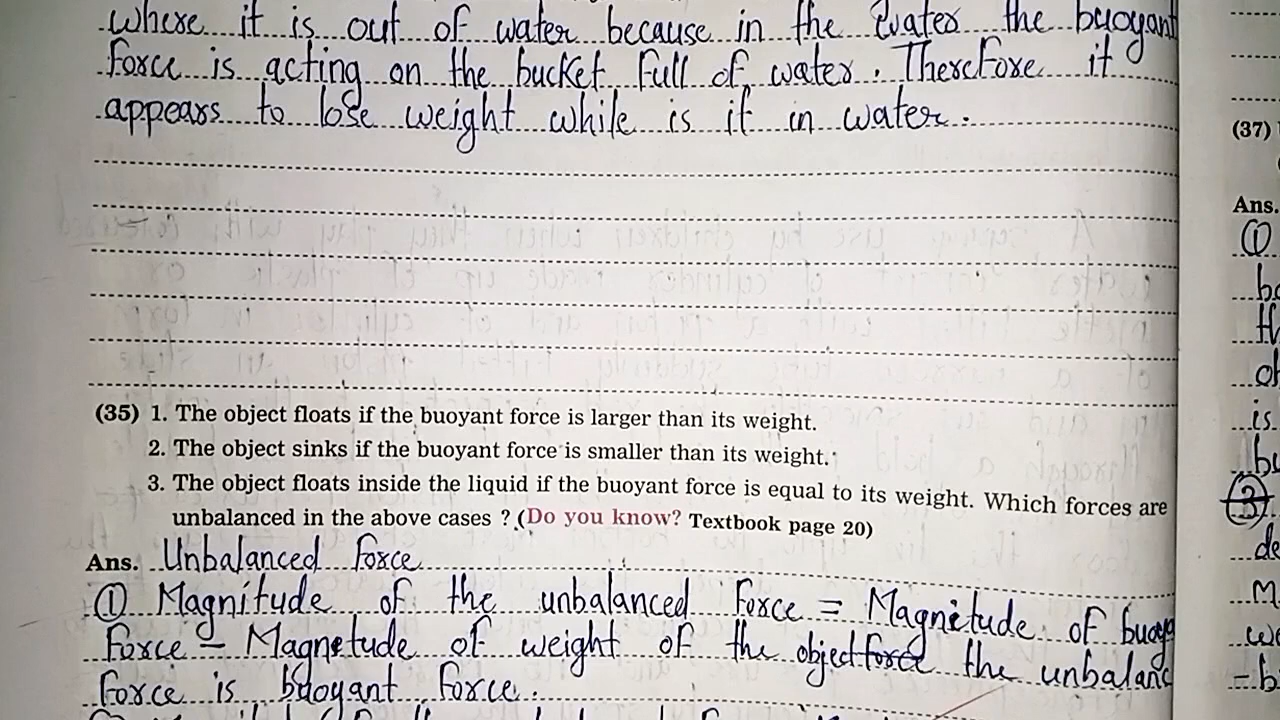 where it is out of water because in the water the buoyant
force is acting on the bucket full of water. Therefore it
appears to lose weight while is it in water.
(35) 1. The object floats if the buoyant force is larger than its weight.
2. The object sinks if the buoyant force is smaller than its weight.
3. The object floats inside the liquid if the buoyant force is equal to its weight. Which forces are
unbalanced in the above cases ? (Do you know? Textbook page 20)
Ans. Unbalanced force
① Magnitude of the unbalanced force = Magnitude of buoya
force - Magnetude of weight of the object the unbalanc
force is buoyant force.
(37)
Ans.
①